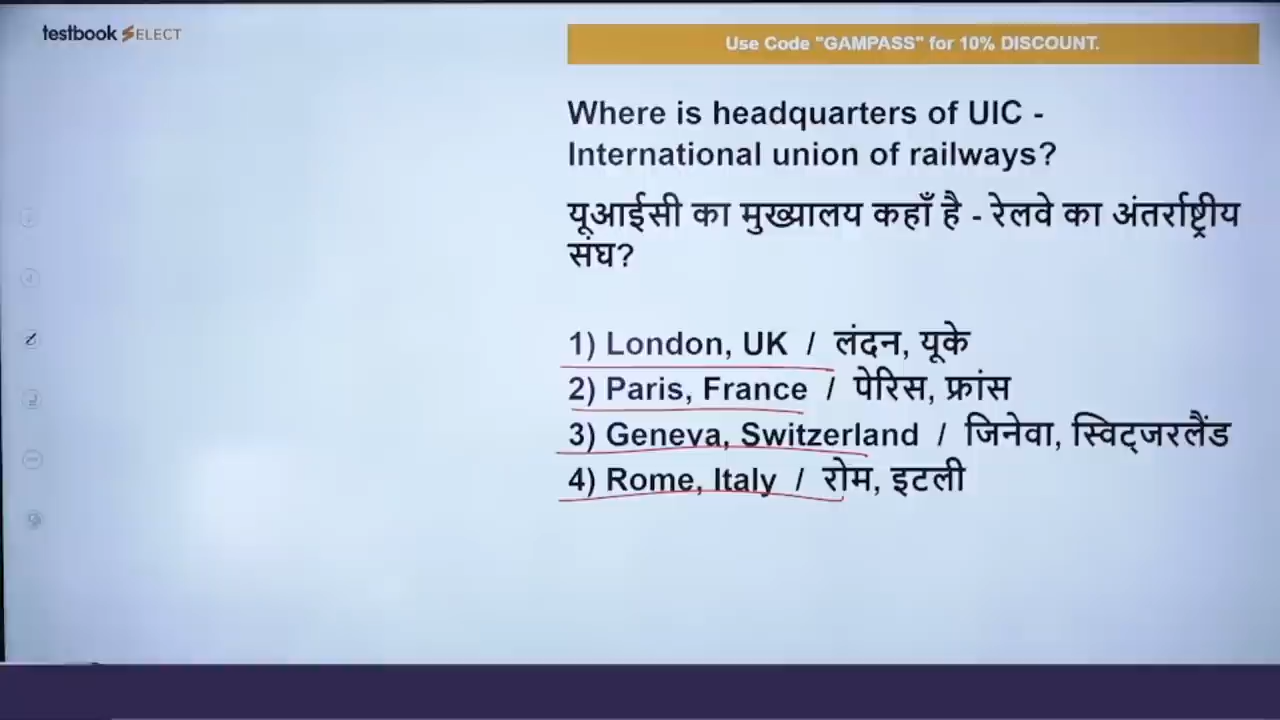 testbook SELECT
Use Code "GAMPASS" for 10% DISCOUNT.
Where is headquarters of UIC -
International union of railways?
यूआईसी का मुख्यालय कहाँ है - रेलवे का अंतर्राष्ट्रीय
संघ?
1) London, UK / लंदन, यूके
2) Paris, France / पेरिस, फ्रांस
3) Geneva, Switzerland / जिनेवा, स्विट्जरलैंड
4) Rome, Italy / रोम, इटली